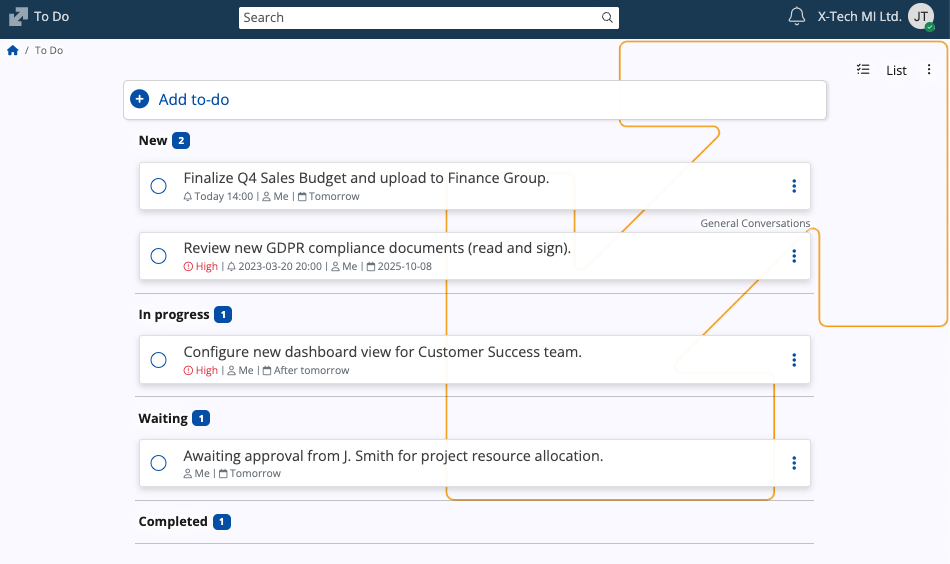 To Do
Search
X-Tech MI Ltd.
JT
/ To Do
List
Add to-do
New 2
Finalize Q4 Sales Budget and upload to Finance Group.
Today 14:00 | Me | Tomorrow
General Conversations
Review new GDPR compliance documents (read and sign).
High | 2023-03-20 20:00 | Me | 2025-10-08
In progress 1
Configure new dashboard view for Customer Success team.
High | Me | After tomorrow
Waiting 1
Awaiting approval from J. Smith for project resource allocation.
Me | Tomorrow
Completed 1